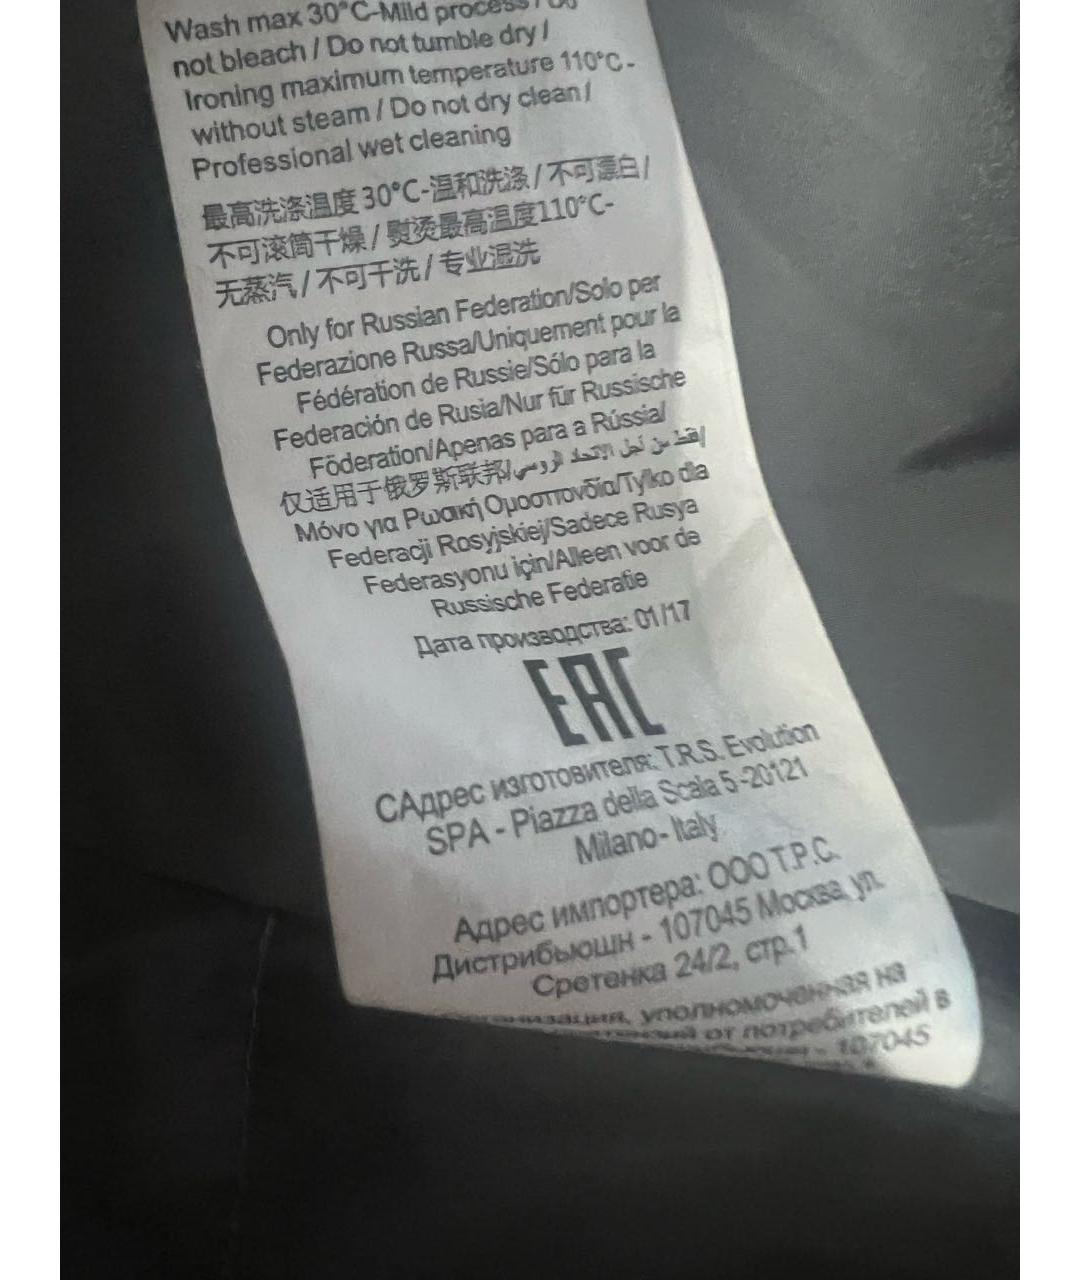 Wash max 30°C-Mild process / Do
not bleach / Do not tumble dry /
Ironing maximum temperature 110°C -
without steam / Do not dry clean /
Professional wet cleaning
最高洗涤温度 30°C-温和洗涤 / 不可漂白 /
不可滚筒干燥 / 熨烫最高温度110°C-
无蒸汽 / 不可干洗 / 专业湿洗
Only for Russian Federation/Solo per
Federazione Russa/Uniquement pour la
Fédération de Russie/Sólo para la
Federación de Rusia/Nur für Russische
Föderation/Apenas para a Rússia/
仅适用于俄罗斯联邦/
Μόνο για Ρωσική Ομοσπονδία/Tylko dla
Federacji Rosyjskiej/Sadece Rusya
Federasyonu için/Alleen voor de
Russische Federatie
Дата производства: 01/17
EAC
САдрес изготовителя: T.R.S. Evolution
SPA - Piazza della Scala 5 -20121
Milano- Italy
Адрес импортера: ООО Т.Р.С.
Дистрибьюшн - 107045 Москва, ул.
Сретенка 24/2, стр.1
уполномоченная на
от потребителей в
- 107045